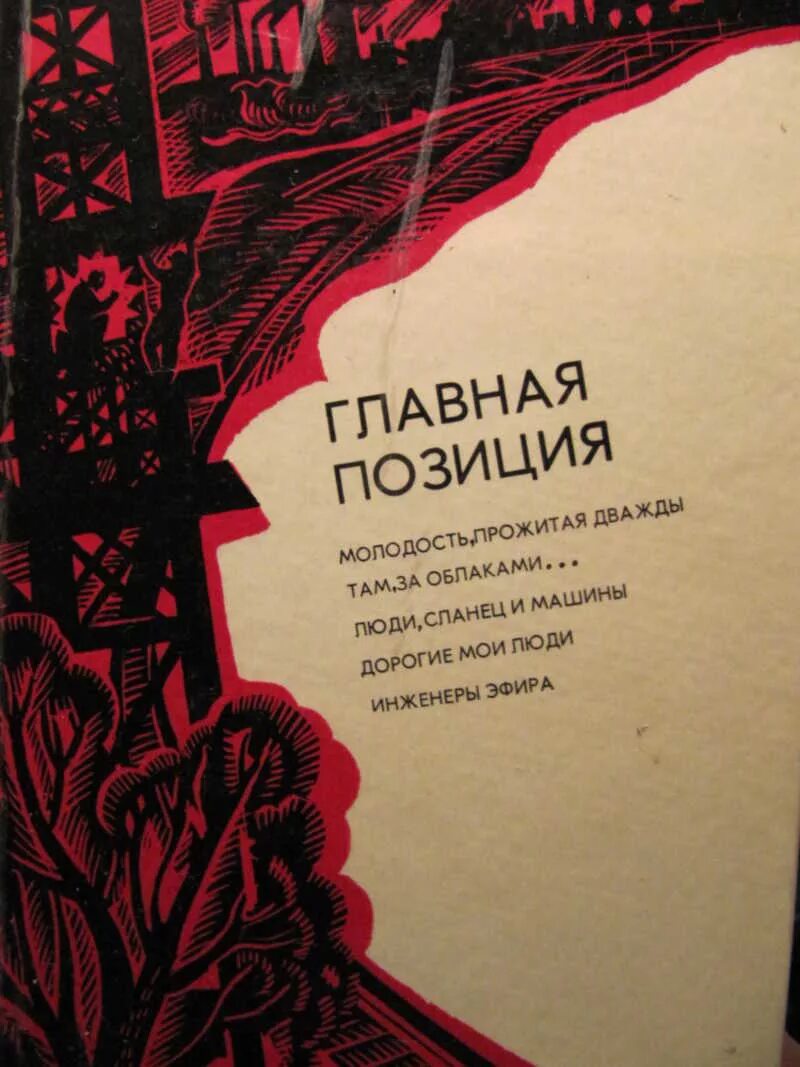 ГЛАВНАЯ
ПОЗИЦИЯ
МОЛОДОСТЬ, ПРОЖИТАЯ ДВАЖДЫ
ТАМ, ЗА ОБЛАКАМИ...
ЛЮДИ, СЛАНЕЦ И МАШИНЫ
ДОРОГИЕ МОИ ЛЮДИ
ИНЖЕНЕРЫ ЭФИРА